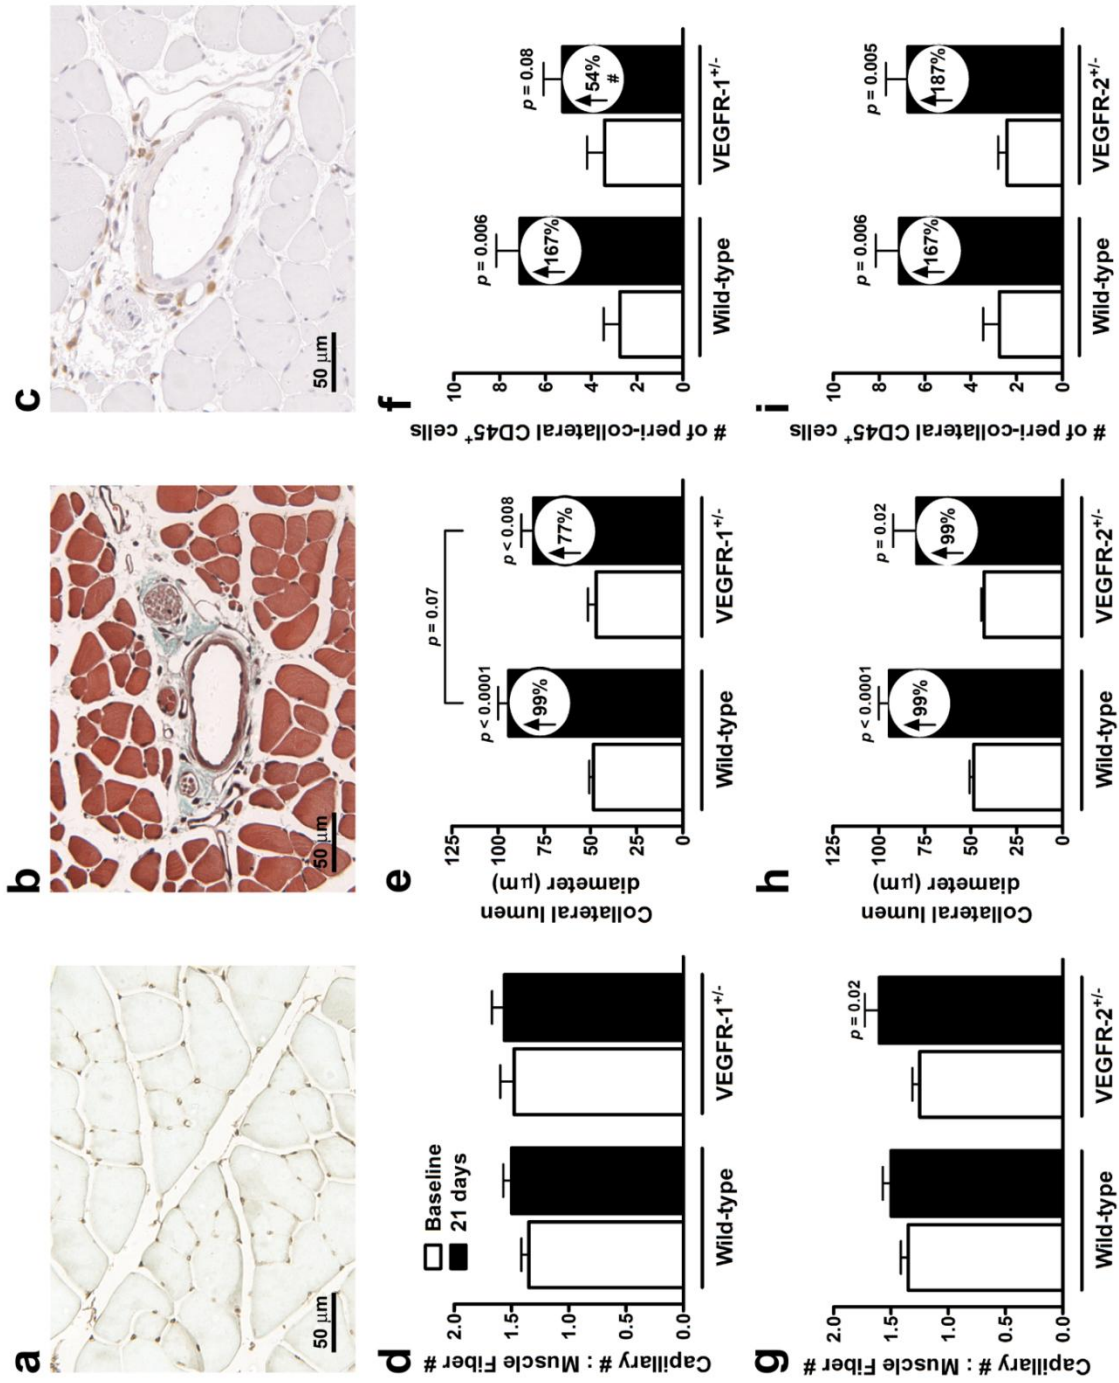 a
50 µm
b
50 µm
c
50 µm
d
Capillary # : Muscle Fiber #
2.0
1.5
1.0
0.5
0.0
Baseline
21 days
Wild-type
VEGFR-1+/-
e
Collateral lumen
diameter (µm)
125
100
75
50
25
0
p < 0.0001
99%
p = 0.07
p < 0.008
77%
Wild-type
VEGFR-1+/-
f
# of peri-collateral CD45+ cells
10
8
6
4
2
0
p = 0.006
167%
p = 0.08
54%
#
Wild-type
VEGFR-1+/-
g
Capillary # : Muscle Fiber #
2.0
1.5
1.0
0.5
0.0
p = 0.02
Wild-type
VEGFR-2+/-
h
Collateral lumen
diameter (µm)
125
100
75
50
25
0
p < 0.0001
99%
p = 0.02
99%
Wild-type
VEGFR-2+/-
i
# of peri-collateral CD45+ cells
10
8
6
4
2
0
p = 0.006
167%
p = 0.005
187%
Wild-type
VEGFR-2+/-